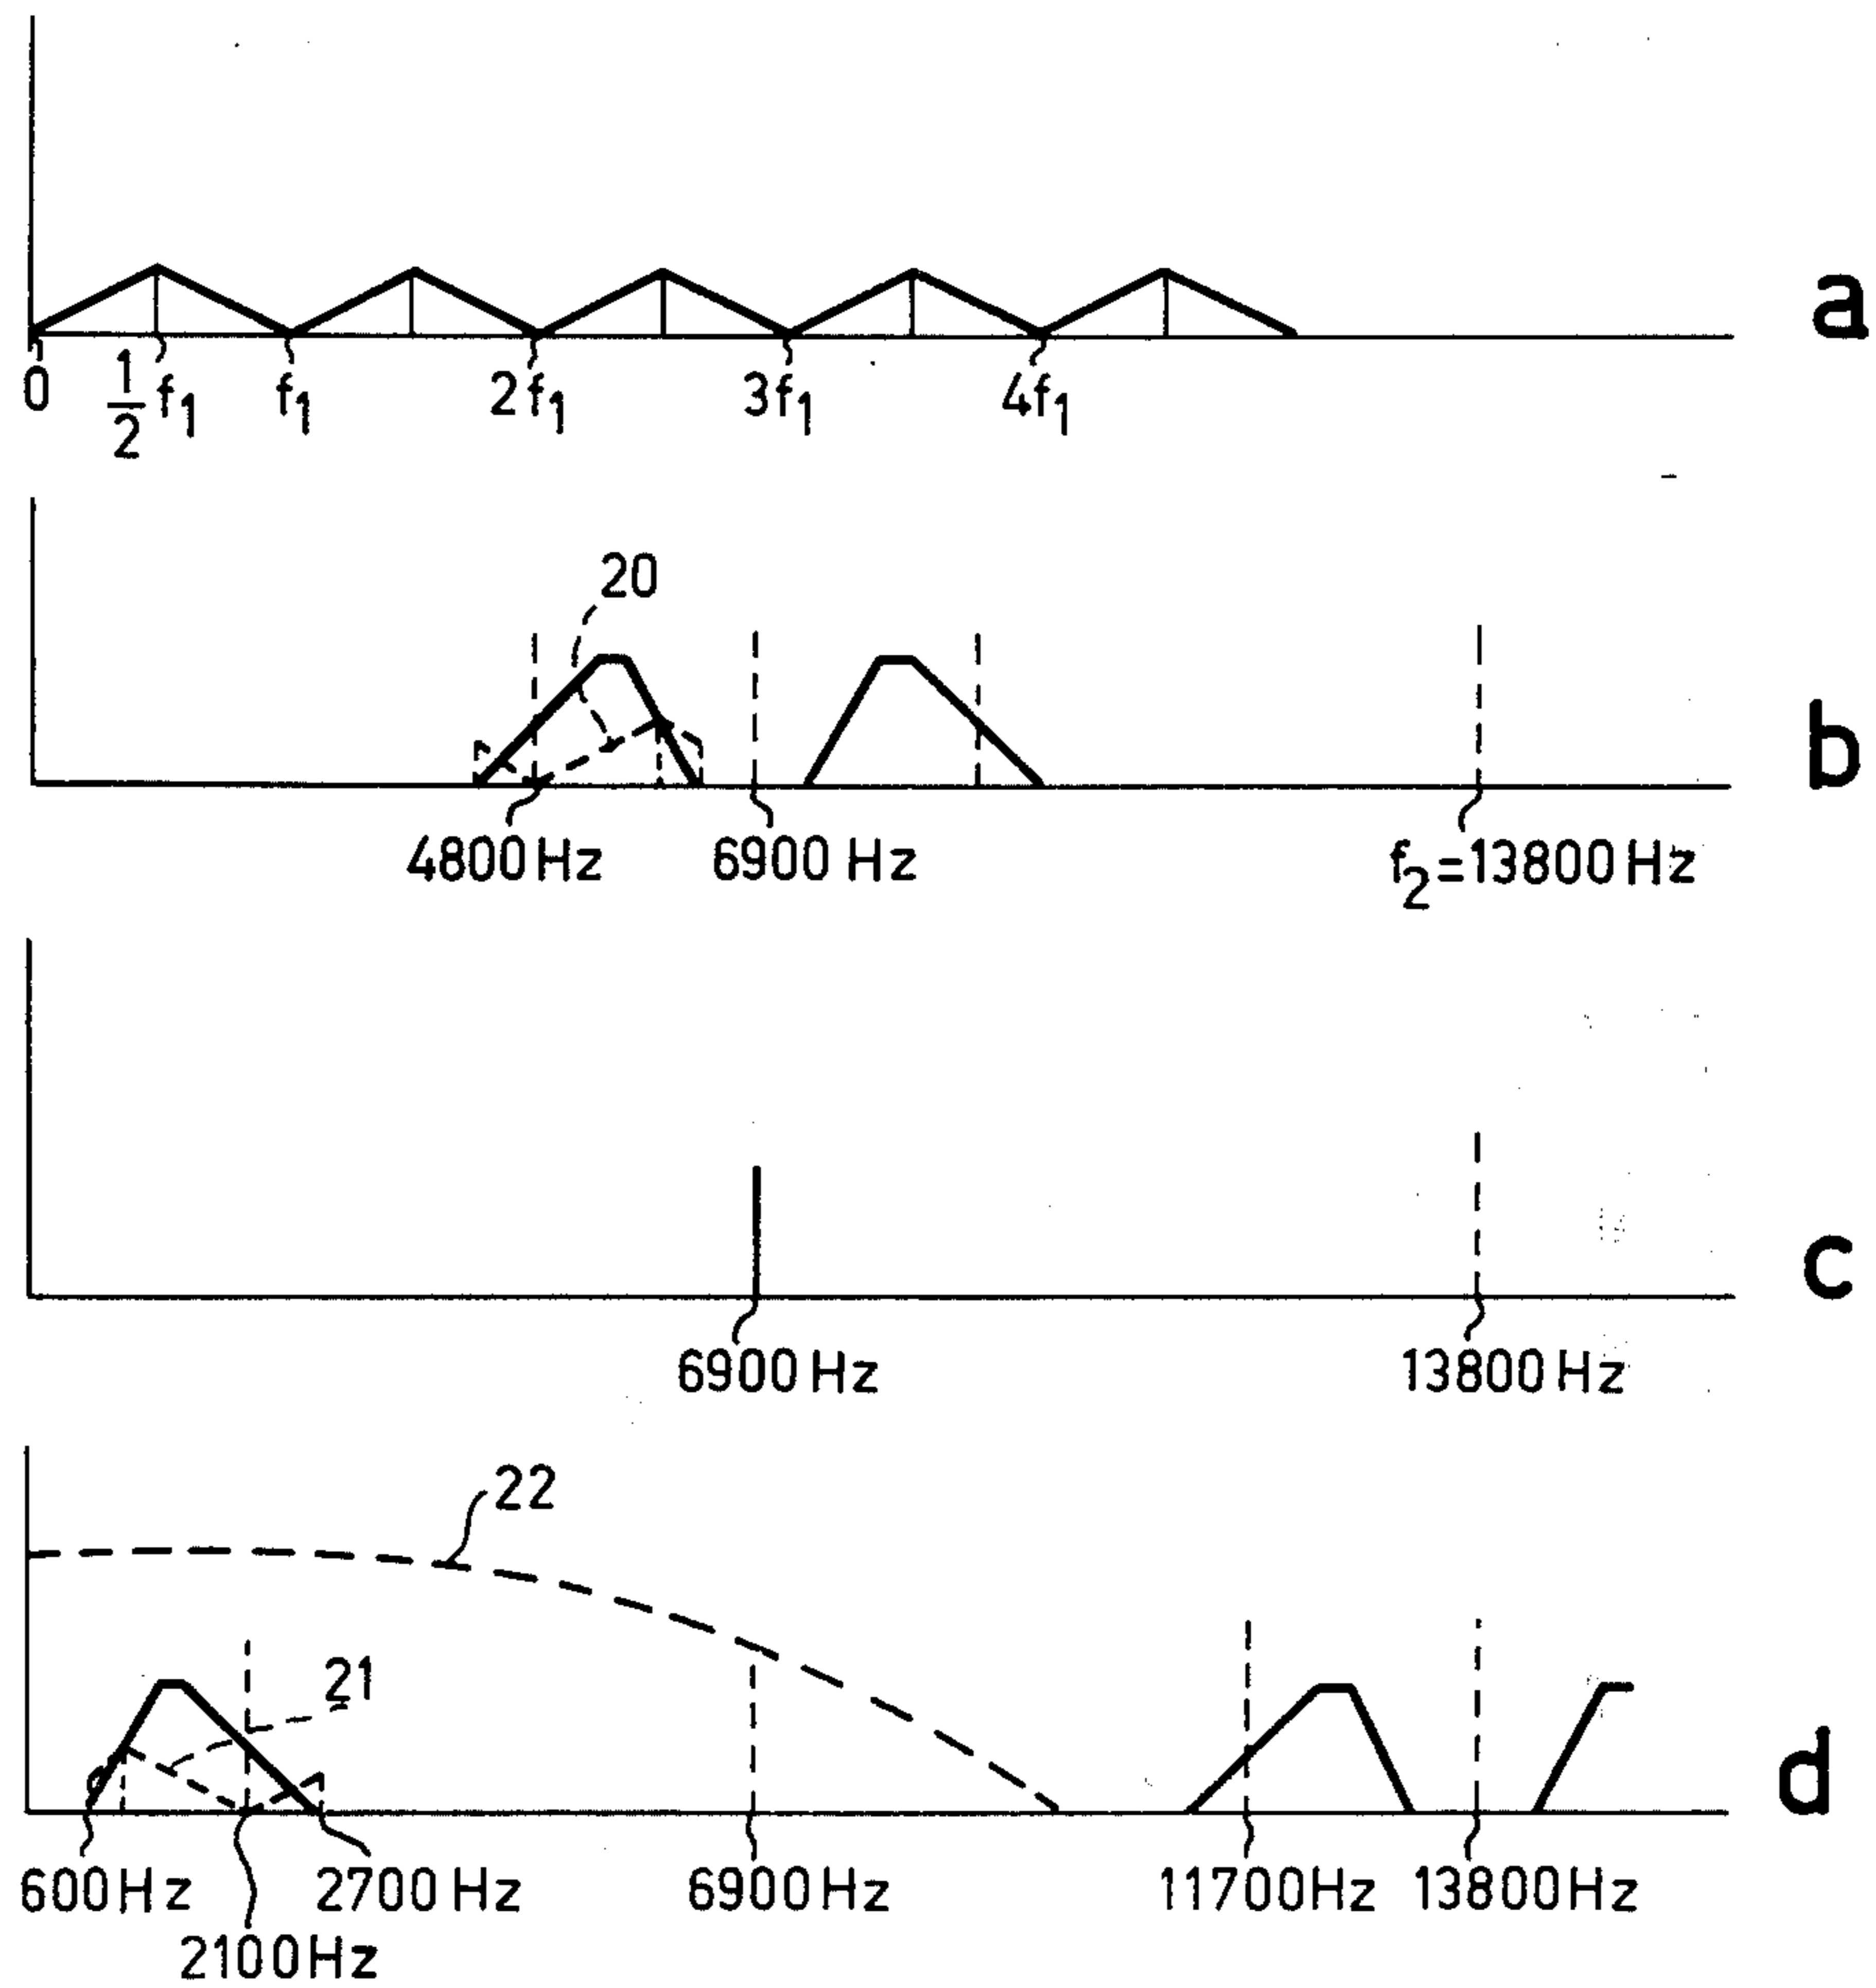 a
0 1/2 f1 f1 2f1 3f1 4f1
20
b
4800 Hz 6900 Hz f2=13800 Hz
c
6900 Hz 13800 Hz
22
21
d
600 Hz 2700 Hz 6900 Hz 11700 Hz 13800 Hz
2100 Hz